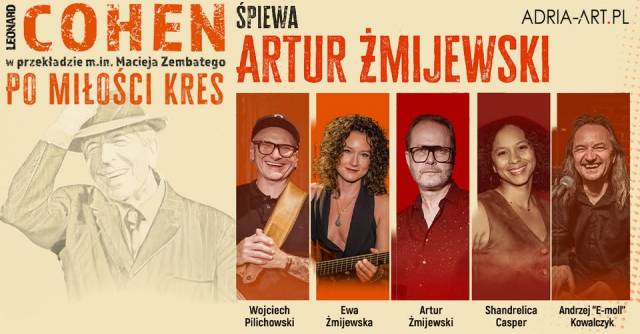 LEONARD
COHEN
w przekładzie m.in. Macieja Zembatego
PO MIŁOŚCI KRES
ŚPIEWA
ARTUR ŻMIJEWSKI
ADRIA-ART.PL
Wojciech
Pilichowski
Ewa
Żmijewska
Artur
Żmijewski
Shandrelica
Casper
Andrzej "E-moll"
Kowalczyk